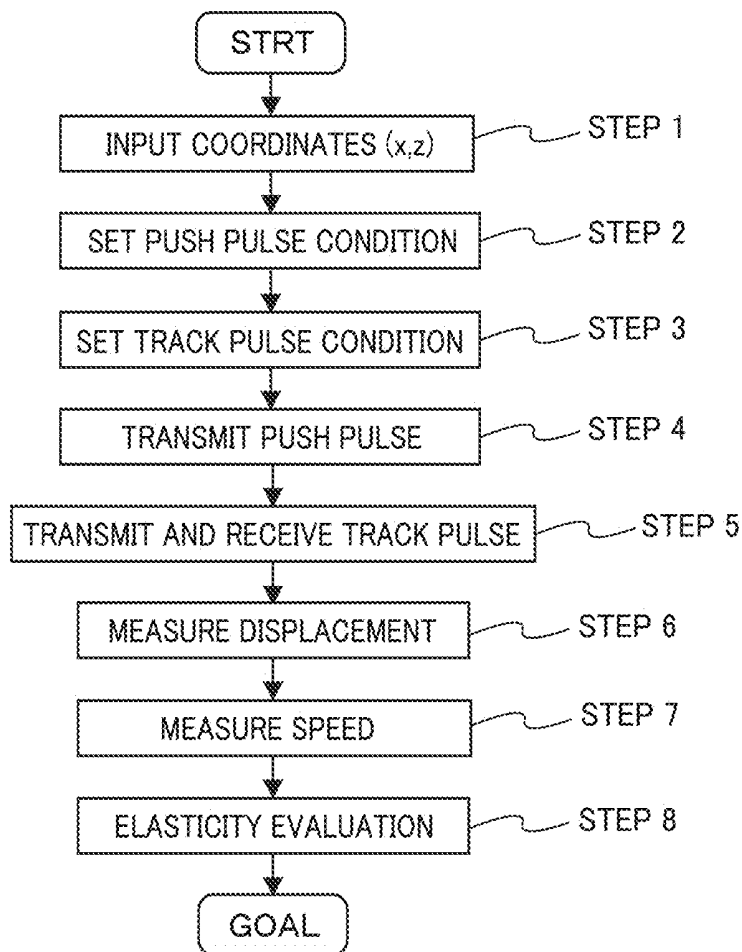 STRT
INPUT COORDINATES (x,z)
STEP 1
SET PUSH PULSE CONDITION
STEP 2
SET TRACK PULSE CONDITION
STEP 3
TRANSMIT PUSH PULSE
STEP 4
TRANSMIT AND RECEIVE TRACK PULSE
STEP 5
MEASURE DISPLACEMENT
STEP 6
MEASURE SPEED
STEP 7
ELASTICITY EVALUATION
STEP 8
GOAL